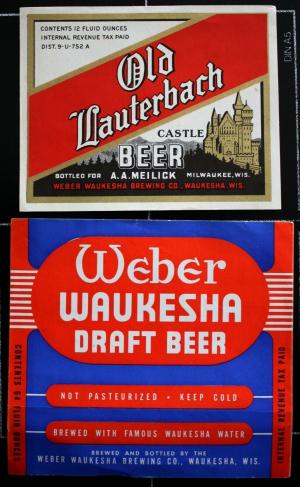 CONTENTS 12 FLUID OUNCES
INTERNAL REVENUE TAX PAID
DIST. 9-U-752 A
Old
Lauterbach
CASTLE
BEER
BOTTLED FOR A.A. MEILICK MILWAUKEE, WIS.
WEBER WAUKESHA BREWING CO., WAUKESHA, WIS.
DIN A5
Weber
WAUKESHA
DRAFT BEER
NOT PASTEURIZED • KEEP COLD
BREWED WITH FAMOUS WAUKESHA WATER
BREWED AND BOTTLED BY THE
WEBER WAUKESHA BREWING CO., WAUKESHA, WIS.
CONTENTS 64 FLUID OUNCES
INTERNAL REVENUE TAX PAID